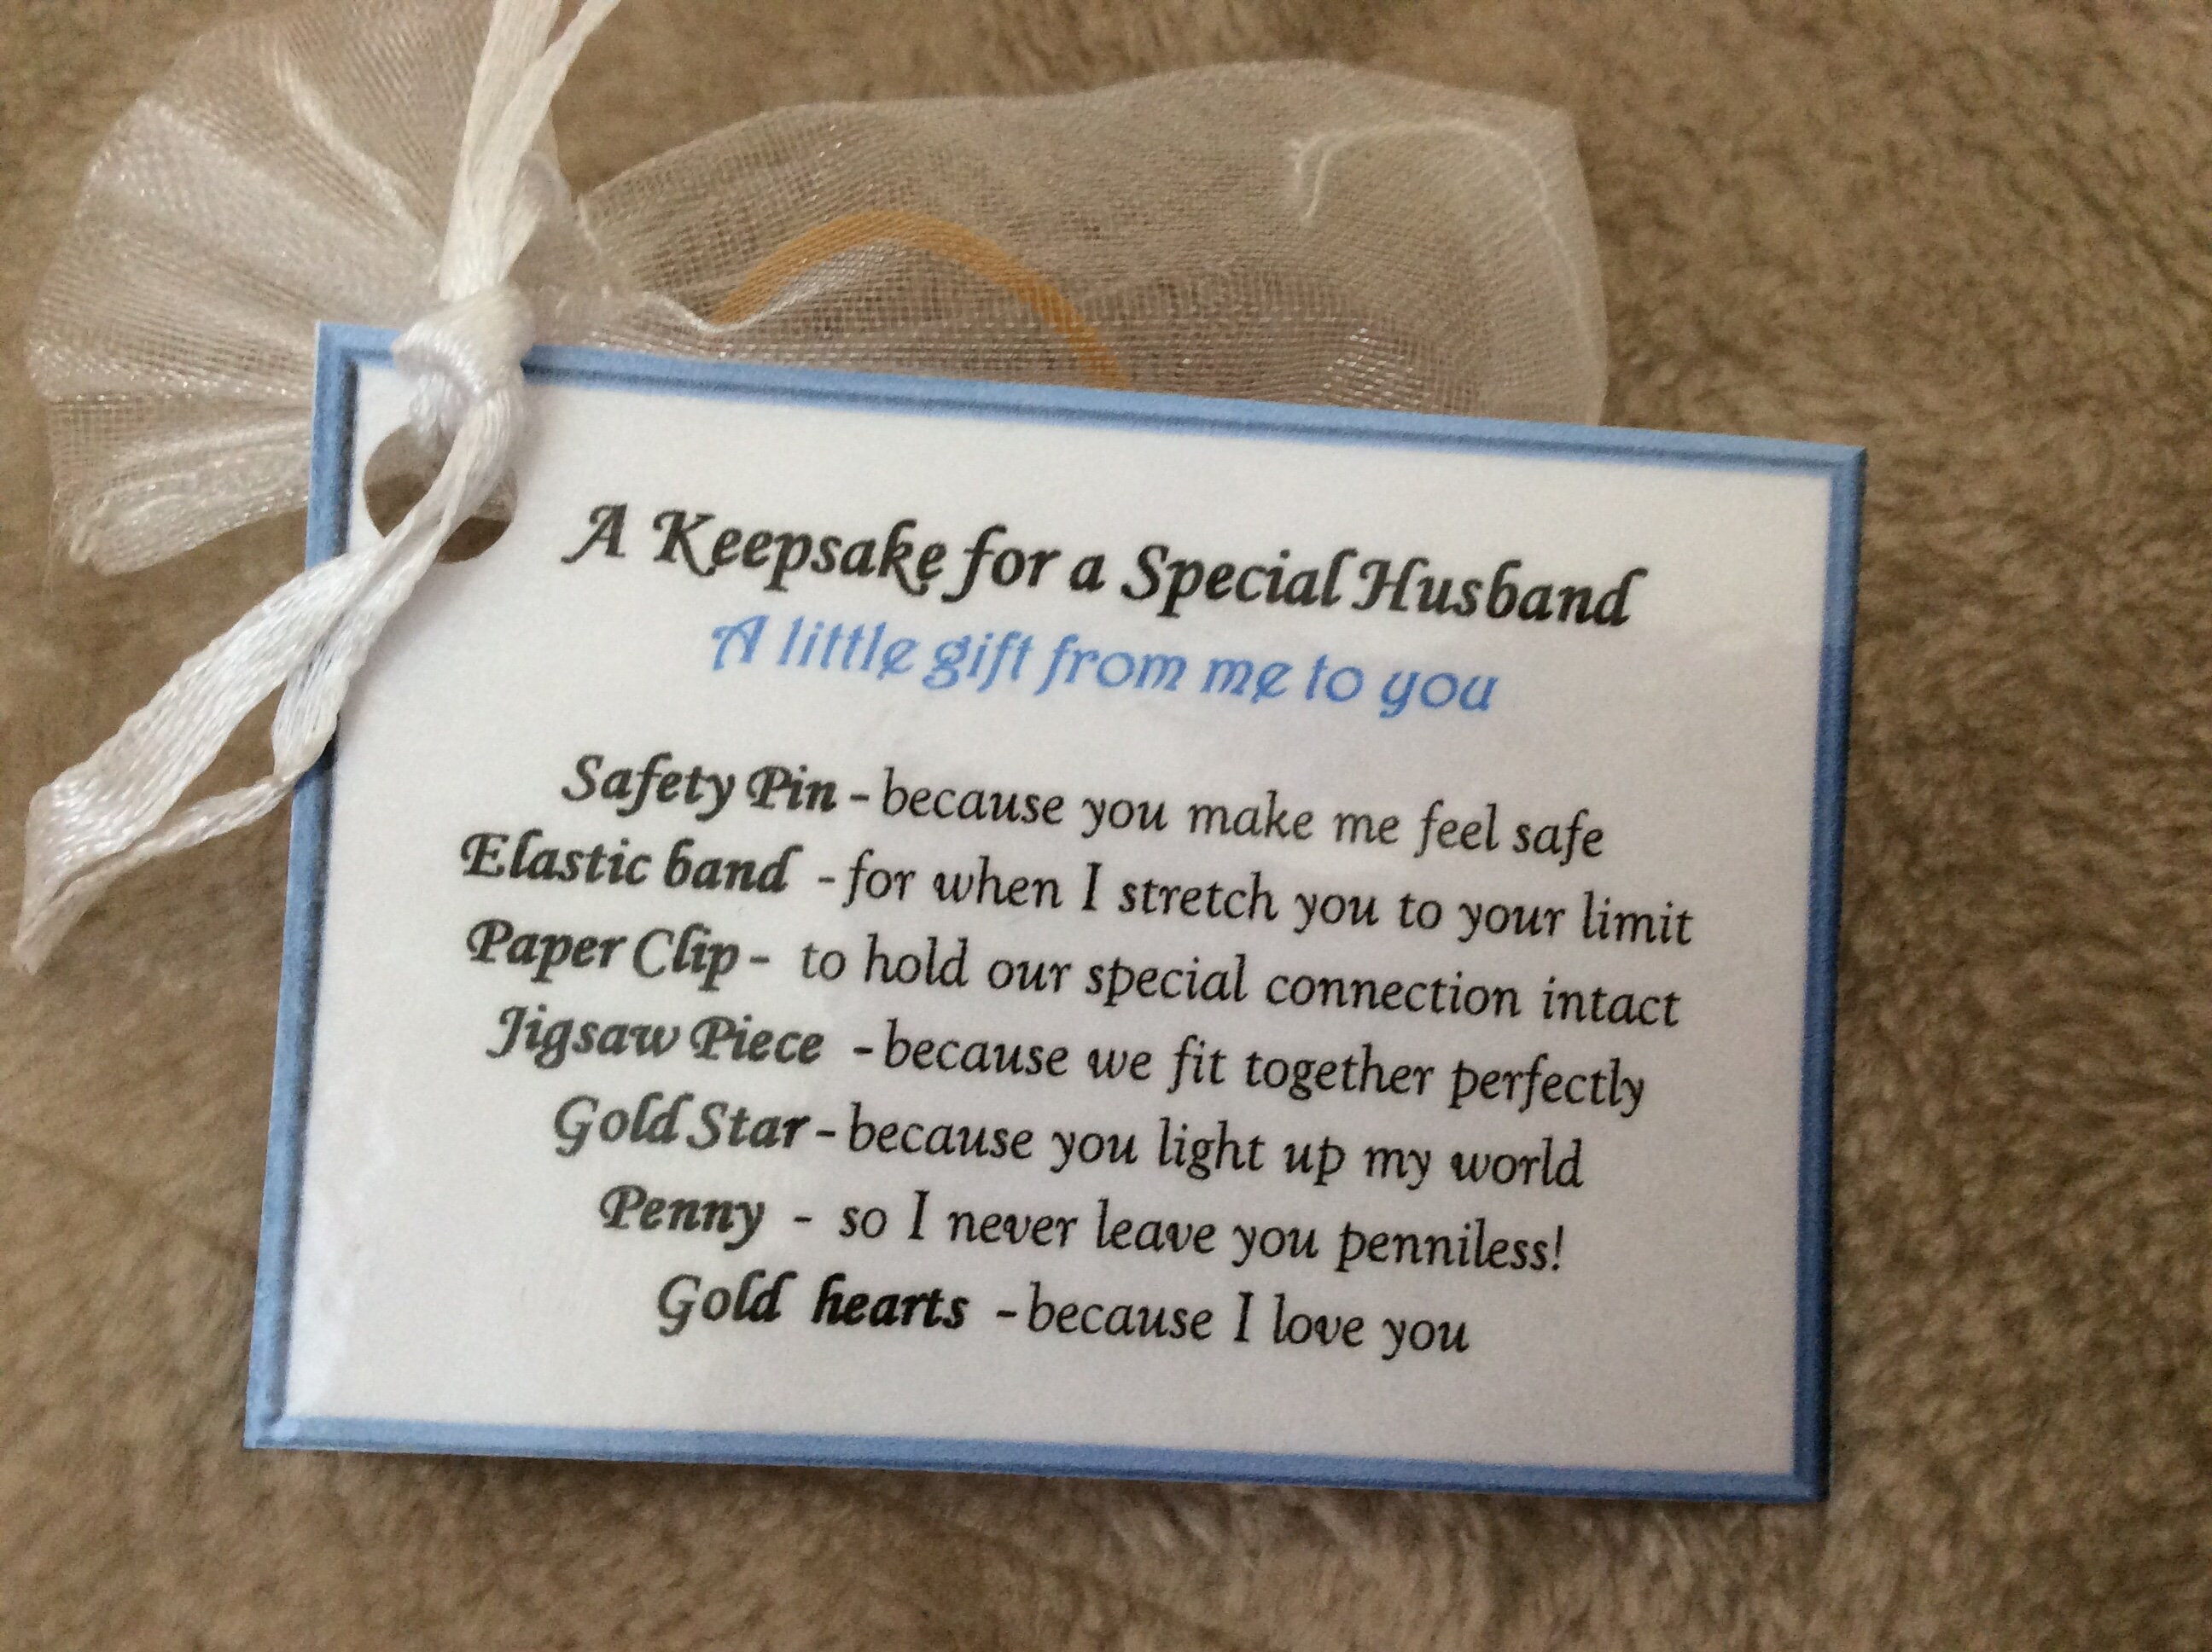 A Keepsake for a Special Husband
A little gift from me to you
Safety Pin - because you make me feel safe
Elastic band - for when I stretch you to your limit
Paper Clip - to hold our special connection intact
Jigsaw Piece - because we fit together perfectly
Gold Star - because you light up my world
Penny - so I never leave you penniless!
Gold hearts - because I love you